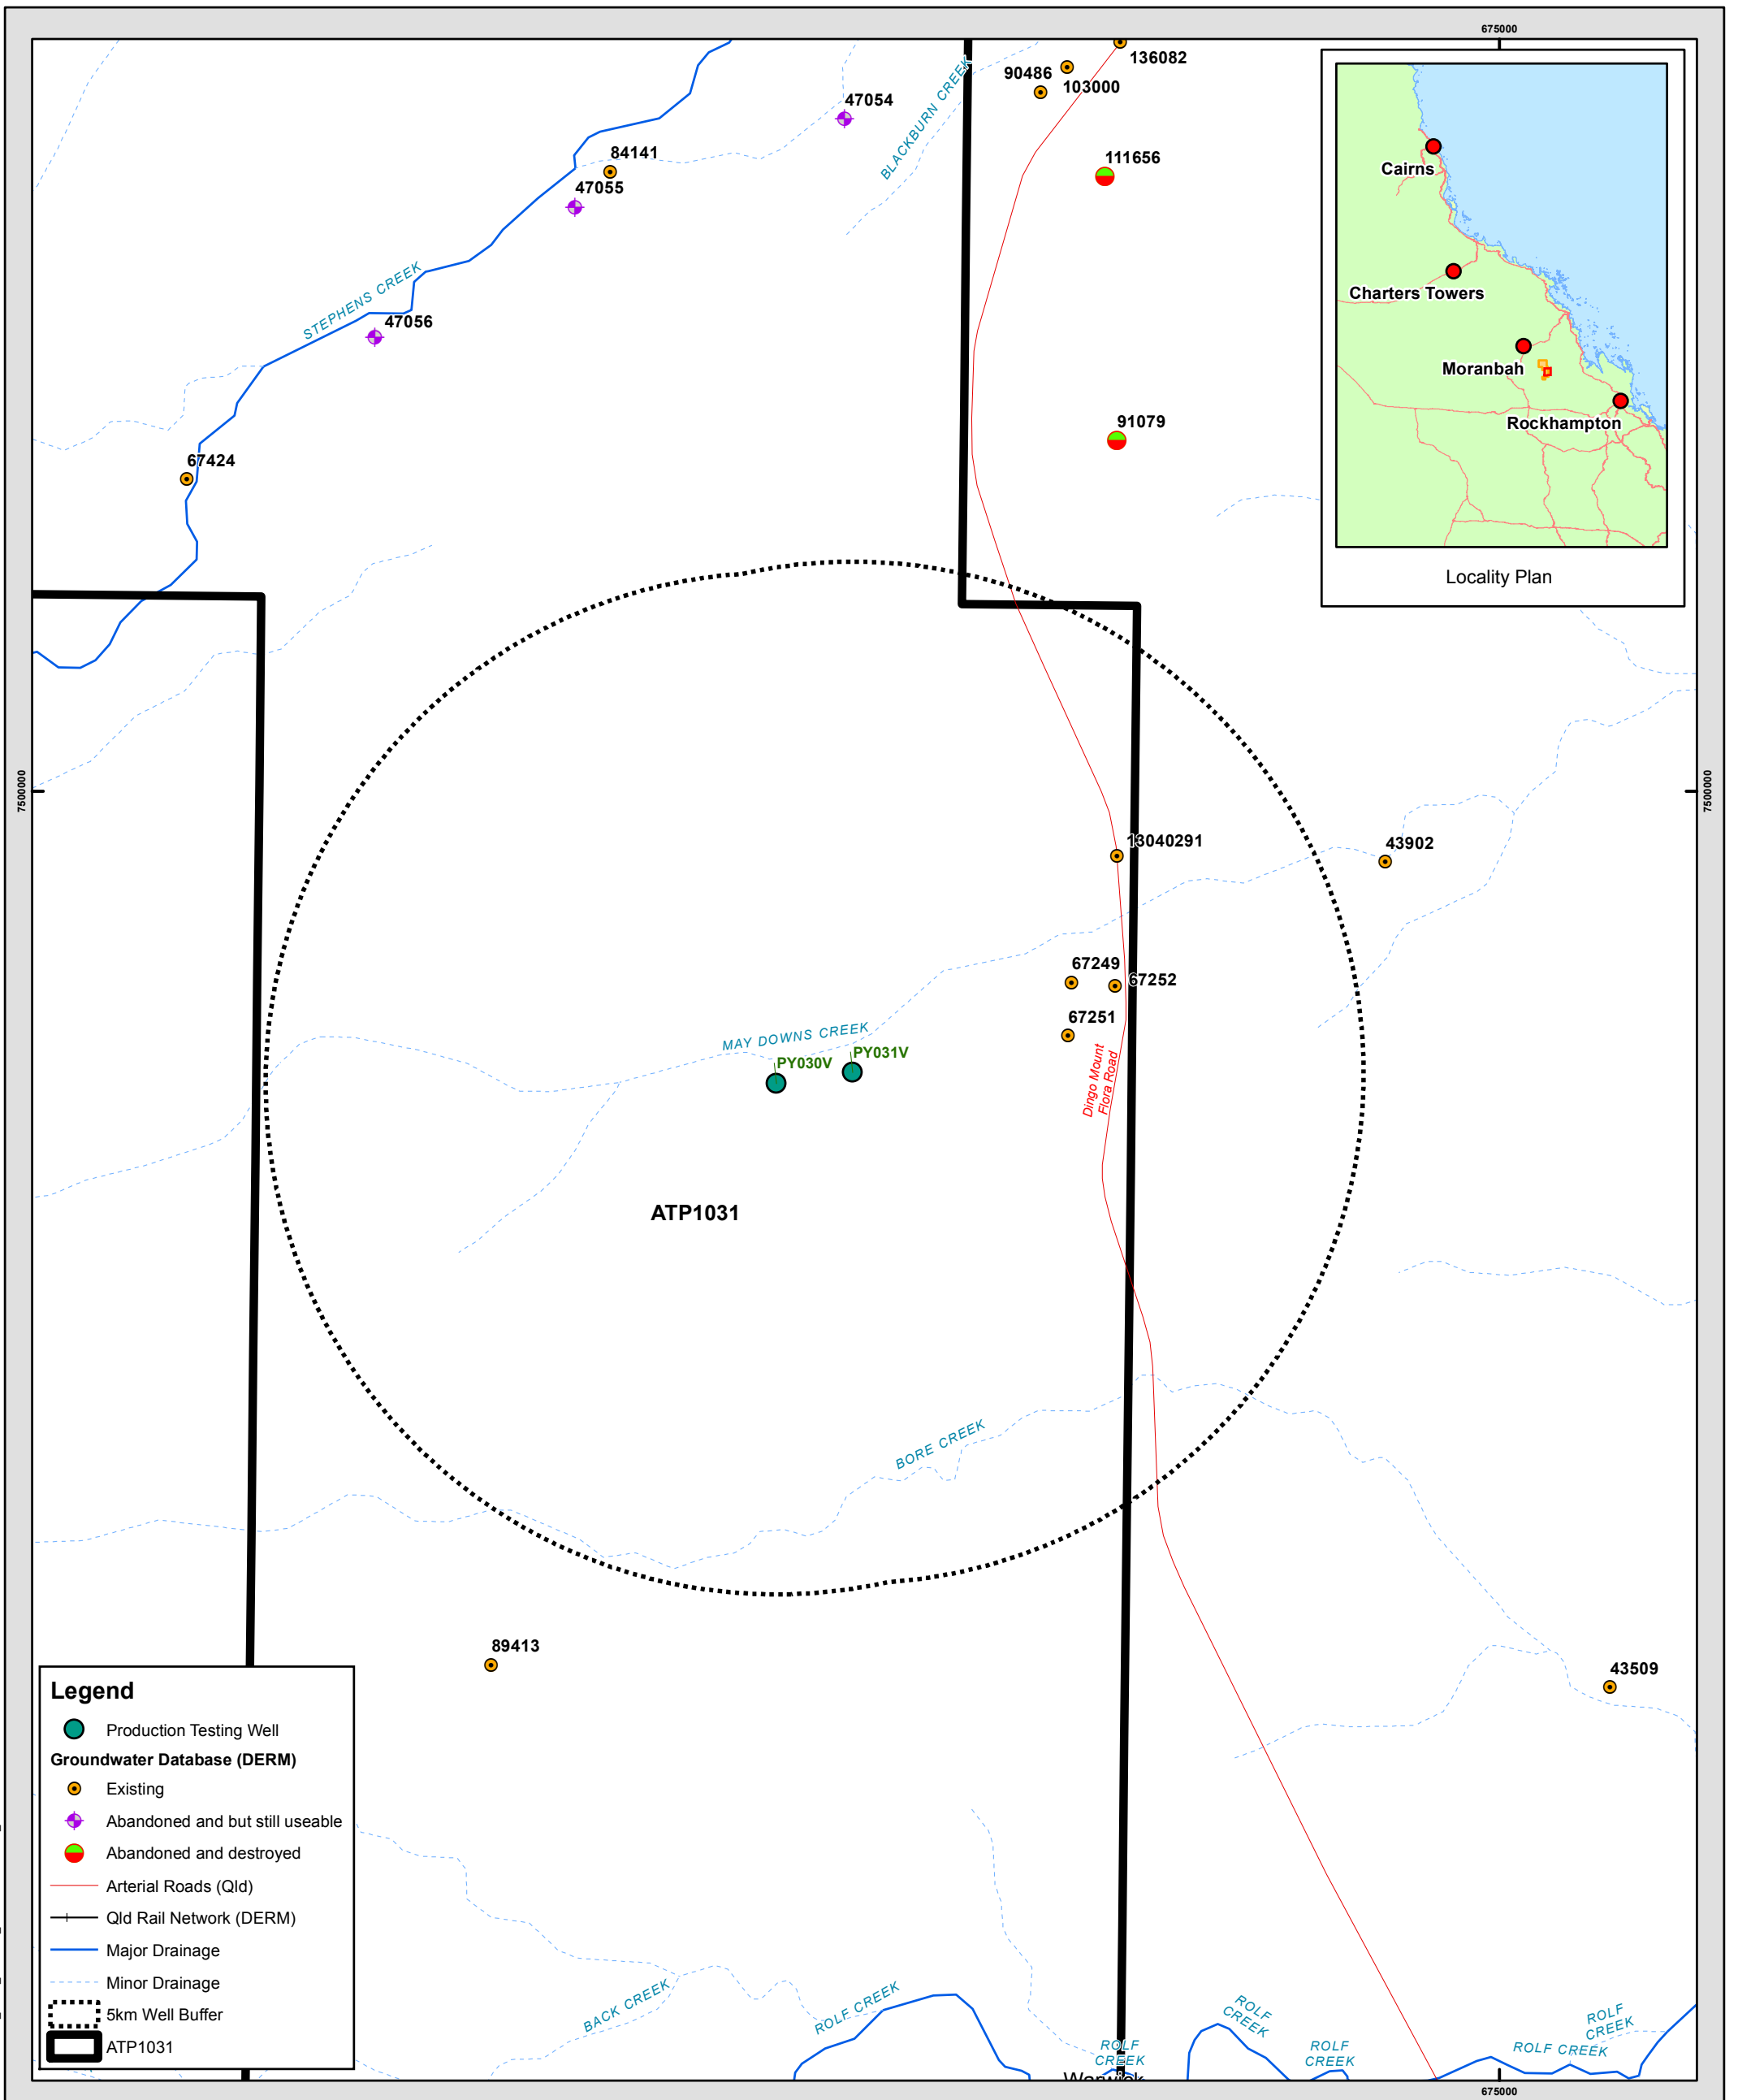 675000
136082
90486
103000
47054
BLACKBURN CREEK
84141
111656
47055
Cairns
STEPHENS CREEK
Charters Towers
47056
Moranbah
91079
Rockhampton
67424
Locality Plan
7500000
7500000
13040291
43902
67249
67252
67251
MAY DOWNS CREEK
PY030V
PY031V
Dingo Mount
Flora Road
ATP1031
BORE CREEK
89413
43509
Legend
Production Testing Well
Groundwater Database (DERM)
Existing
Abandoned and but still useable
Abandoned and destroyed
Arterial Roads (Qld)
Qld Rail Network (DERM)
Major Drainage
Minor Drainage
5km Well Buffer
ATP1031
BACK CREEK
ROLF CREEK
ROLF
CREEK
ROLF
CREEK
ROLF
CREEK
ROLF CREEK
ROLF
CREEK
Warwick
675000